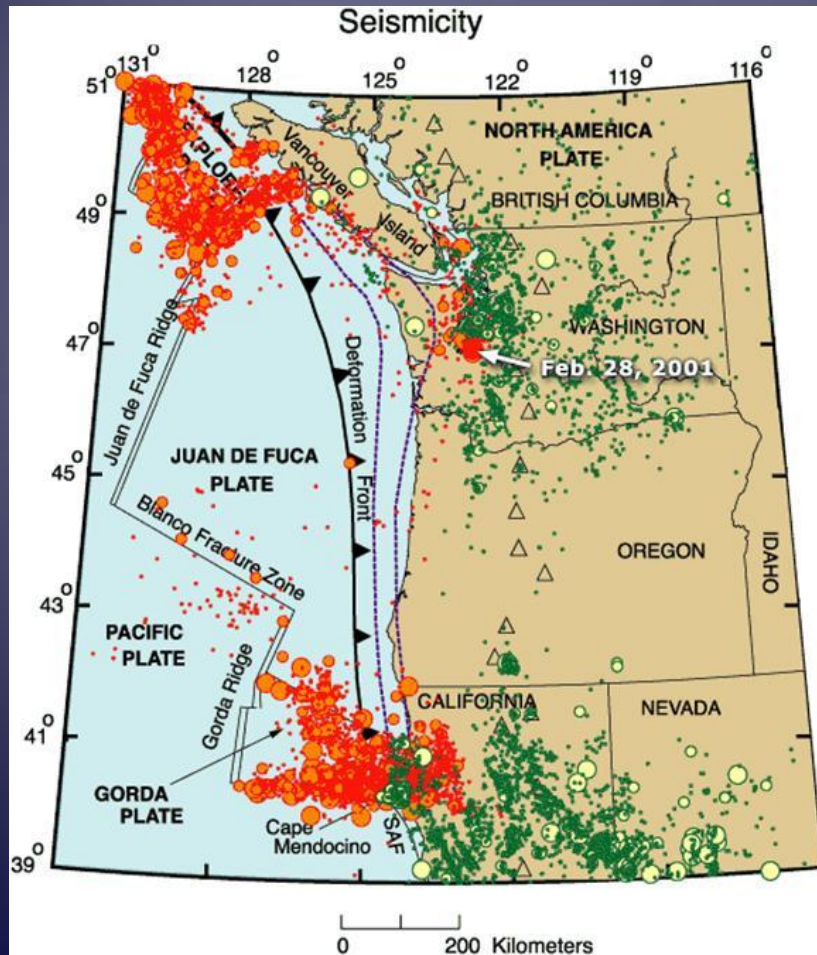 Seismicity
131°
128°
125°
122°
119°
116°
51°
49°
47°
45°
43°
41°
39°
EXPLORER
Vancouver
Island
NORTH AMERICA
PLATE
BRITISH COLUMBIA
WASHINGTON
Feb. 28, 2001
Juan de Fuca Ridge
Deformation
Front
JUAN DE FUCA
PLATE
Blanco Fracture Zone
OREGON
IDAHO
PACIFIC
PLATE
Gorda Ridge
CALIFORNIA
NEVADA
GORDA
PLATE
Cape
Mendocino
SAF
0 200 Kilometers